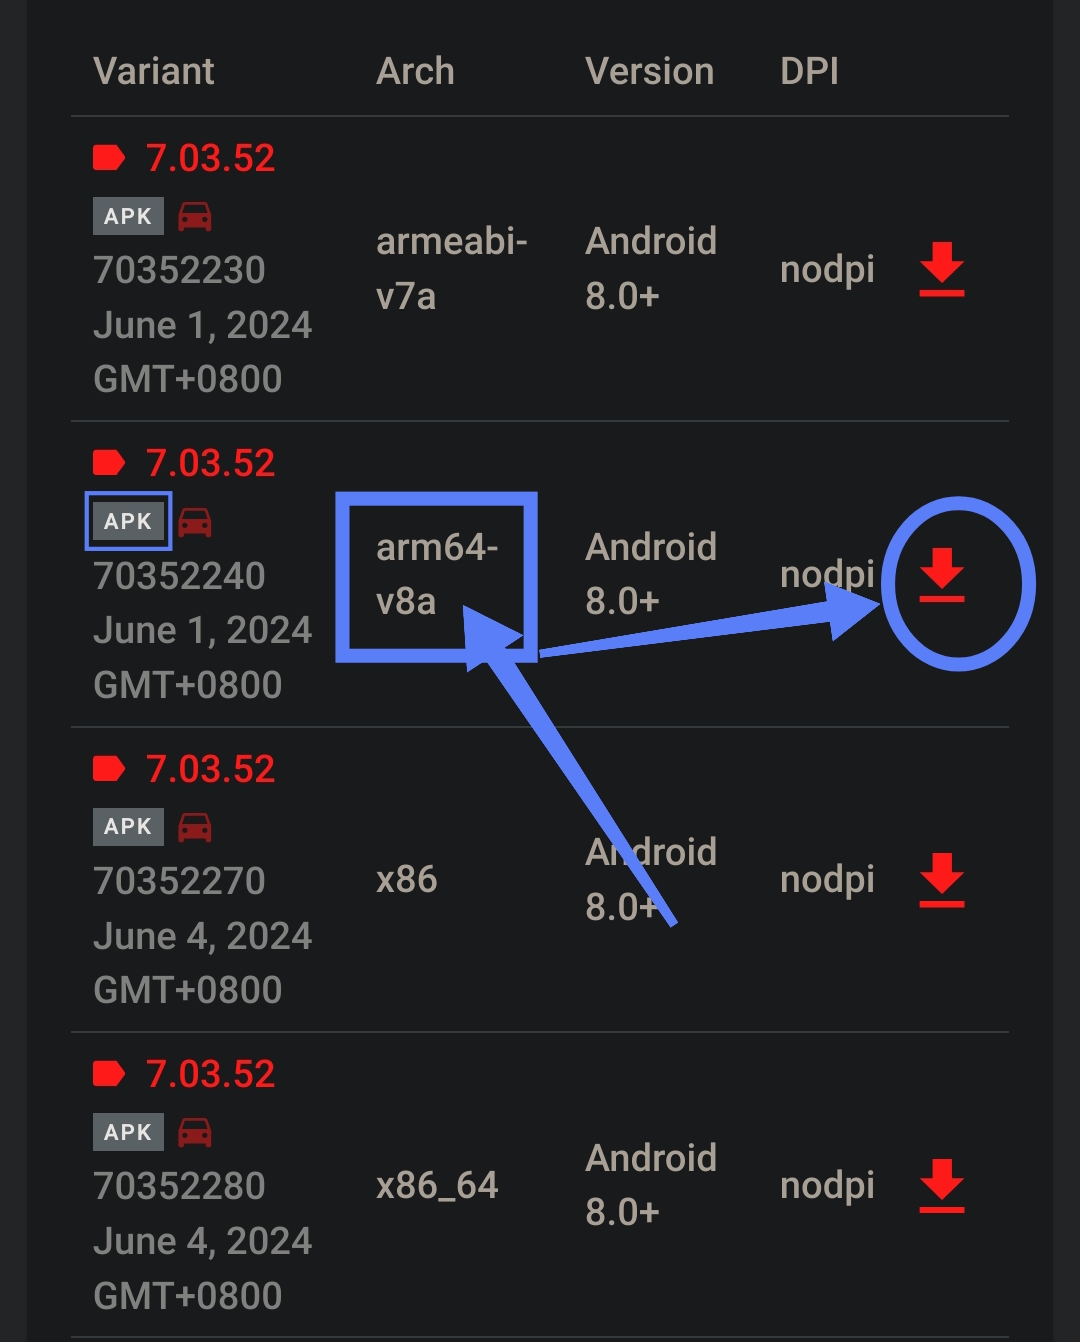 Variant Arch Version DPI
7.03.52
APK
70352230
June 1, 2024
GMT+0800
armeabi-
v7a
Android
8.0+
nodpi
7.03.52
APK
70352240
June 1, 2024
GMT+0800
arm64-
v8a
Android
8.0+
nodpi
7.03.52
APK
70352270
June 4, 2024
GMT+0800
x86
Android
8.0+
nodpi
7.03.52
APK
70352280
June 4, 2024
GMT+0800
x86_64
Android
8.0+
nodpi